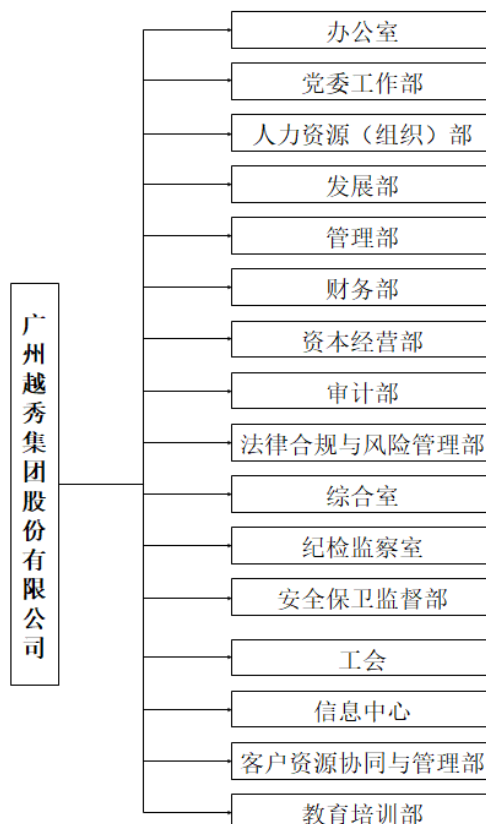 办公室
党委工作部
人力资源（组织）部
发展部
管理部
财务部
资本经营部
审计部
法律合规与风险管理部
综合室
纪检监察室
安全保卫监督部
工会
信息中心
客户资源协同与管理部
教育培训部
广州越秀集团股份有限公司